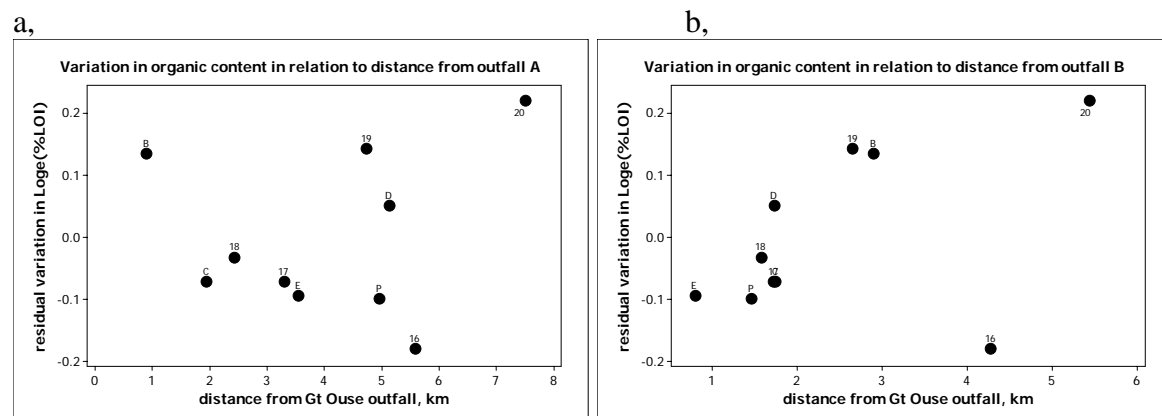 a,
b,
Variation in organic content in relation to distance from outfall A
residual variation in Loge(%LOI)
0.2
0.1
0.0
-0.1
-0.2
B
C
18
17
E
19
D
P
16
20
0 1 2 3 4 5 6 7 8
distance from Gt Ouse outfall, km
Variation in organic content in relation to distance from outfall B
residual variation in Loge(%LOI)
0.2
0.1
0.0
-0.1
-0.2
E
P
18
D
17
C
19
B
16
20
1 2 3 4 5 6
distance from Gt Ouse outfall, km